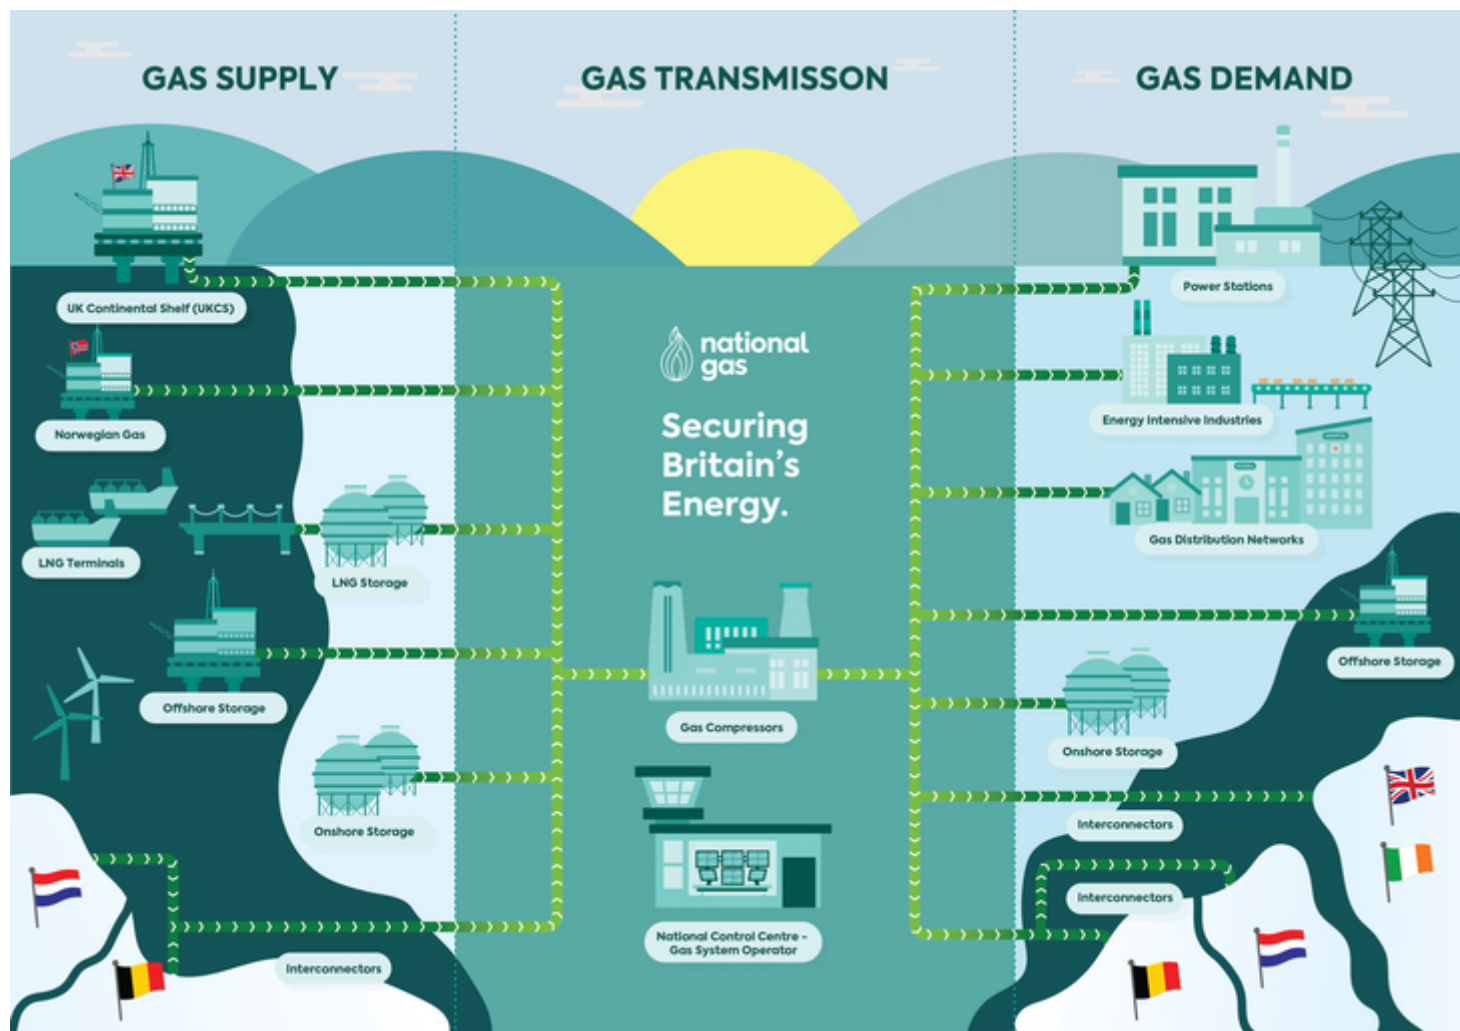 GAS SUPPLY
GAS TRANSMISSON
GAS DEMAND
UK Continental Shelf (UKCS)
Norwegian Gas
LNG Terminals
LNG Storage
Offshore Storage
Onshore Storage
Interconnectors
national
gas
Securing
Britain's
Energy.
Gas Compressors
National Control Centre -
Gas System Operator
Power Stations
Energy Intensive Industries
Gas Distribution Networks
Offshore Storage
Onshore Storage
Interconnectors
Interconnectors